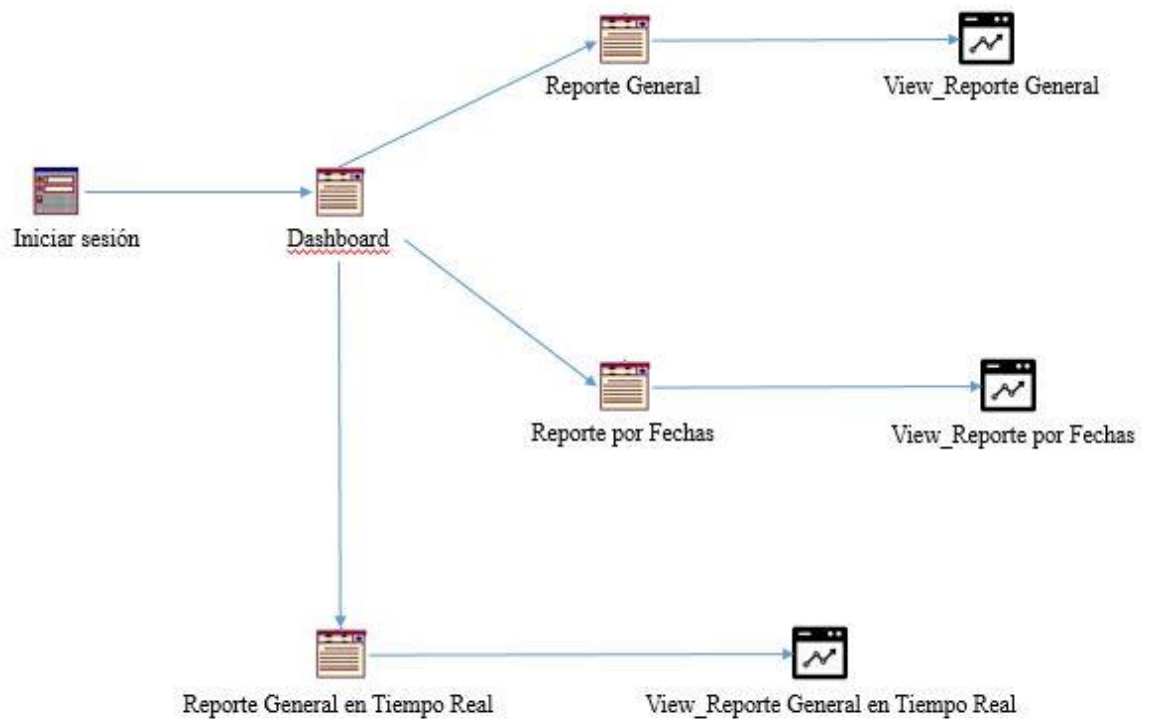 Reporte General
View_Reporte General
Iniciar sesión
Dashboard
Reporte por Fechas
View_Reporte por Fechas
Reporte General en Tiempo Real
View_Reporte General en Tiempo Real